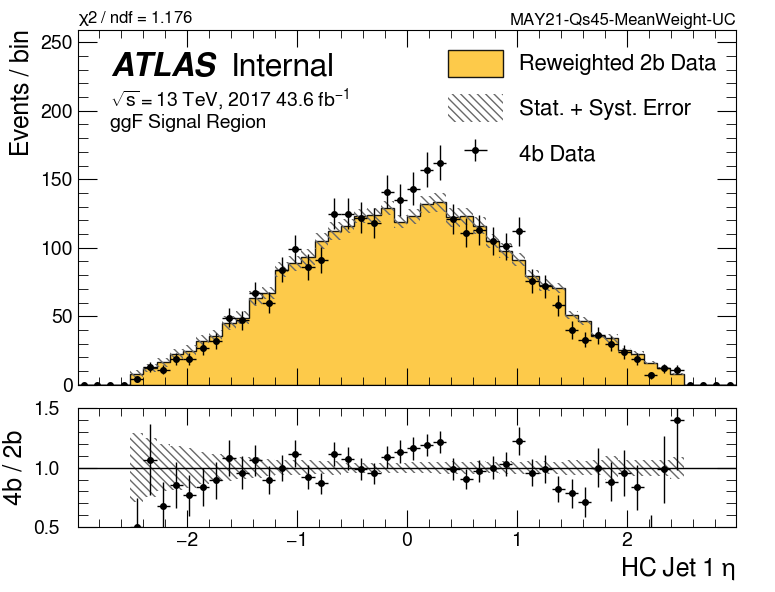 χ2 / ndf = 1.176
MAY21-Qs45-MeanWeight-UC
Events / bin
250
200
150
100
50
0
ATLAS Internal
√s = 13 TeV, 2017 43.6 fb⁻¹
ggF Signal Region
Reweighted 2b Data
Stat. + Syst. Error
4b Data
4b / 2b
1.5
1.0
0.5
−2 −1 0 1 2
HC Jet 1 η